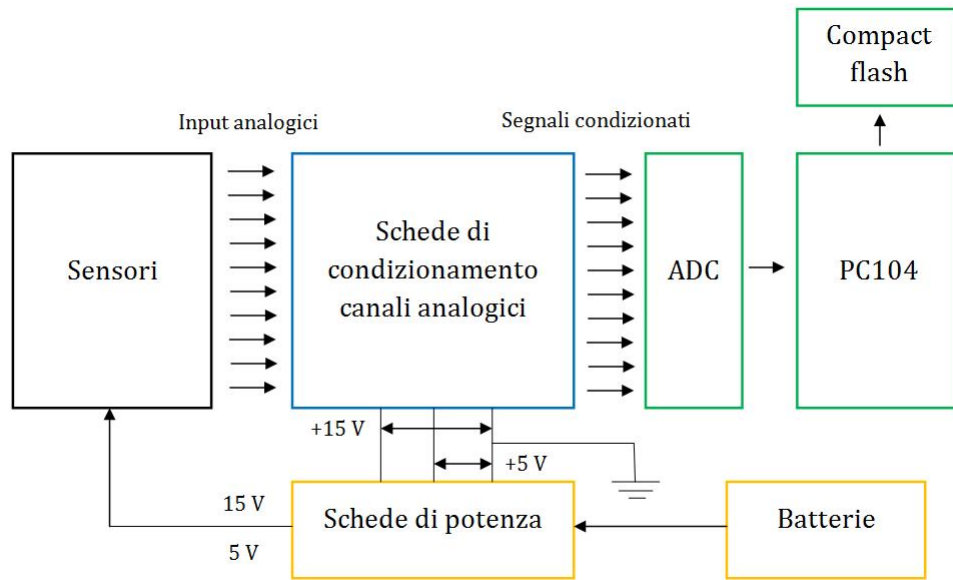 Compact
flash
Input analogici
Segnali condizionati
Sensori
Schede di
condizionamento
canali analogici
ADC
PC104
+15 V
+5 V
15 V
5 V
Schede di potenza
Batterie